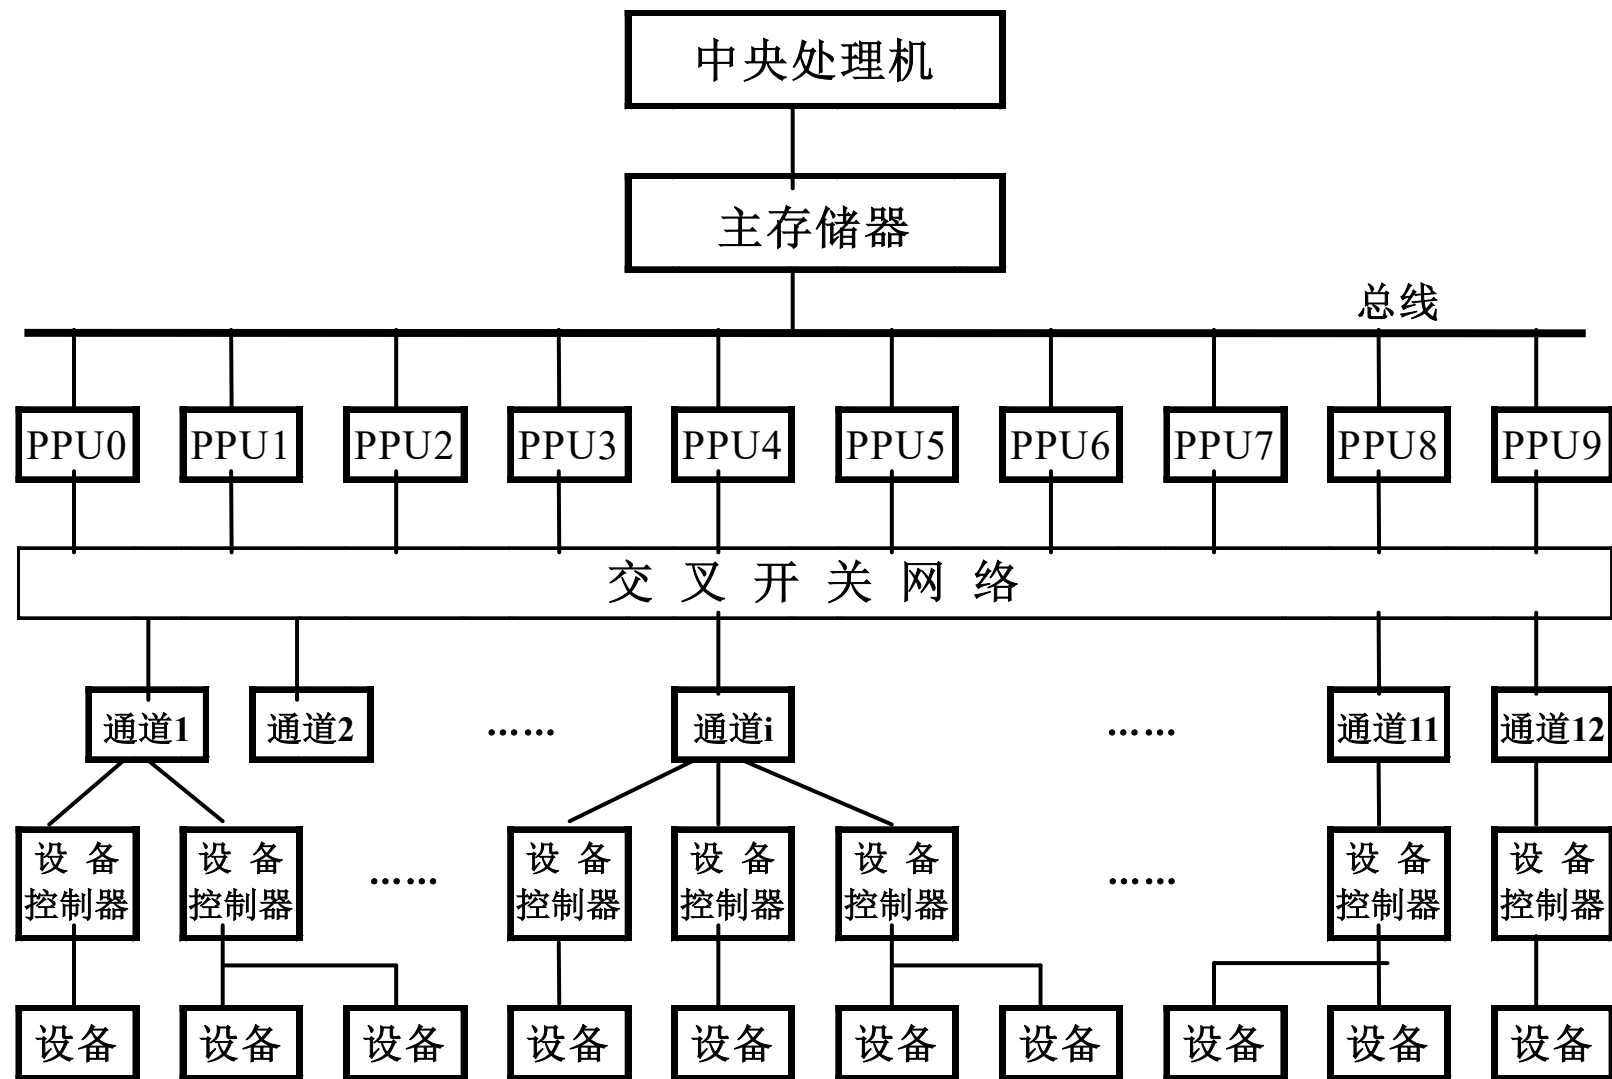 中央处理机
主存储器
总线
PPU0 PPU1 PPU2 PPU3 PPU4 PPU5 PPU6 PPU7 PPU8 PPU9
交 叉 开 关 网 络
通道1 通道2 …… 通道i …… 通道11 通道12
设 备 设 备 设 备 设 备 设 备 设 备 设 备
控制器 控制器 …… 控制器 控制器 控制器 …… 控制器 控制器
设备 设备 设备 设备 设备 设备 设备 设备 设备 设备